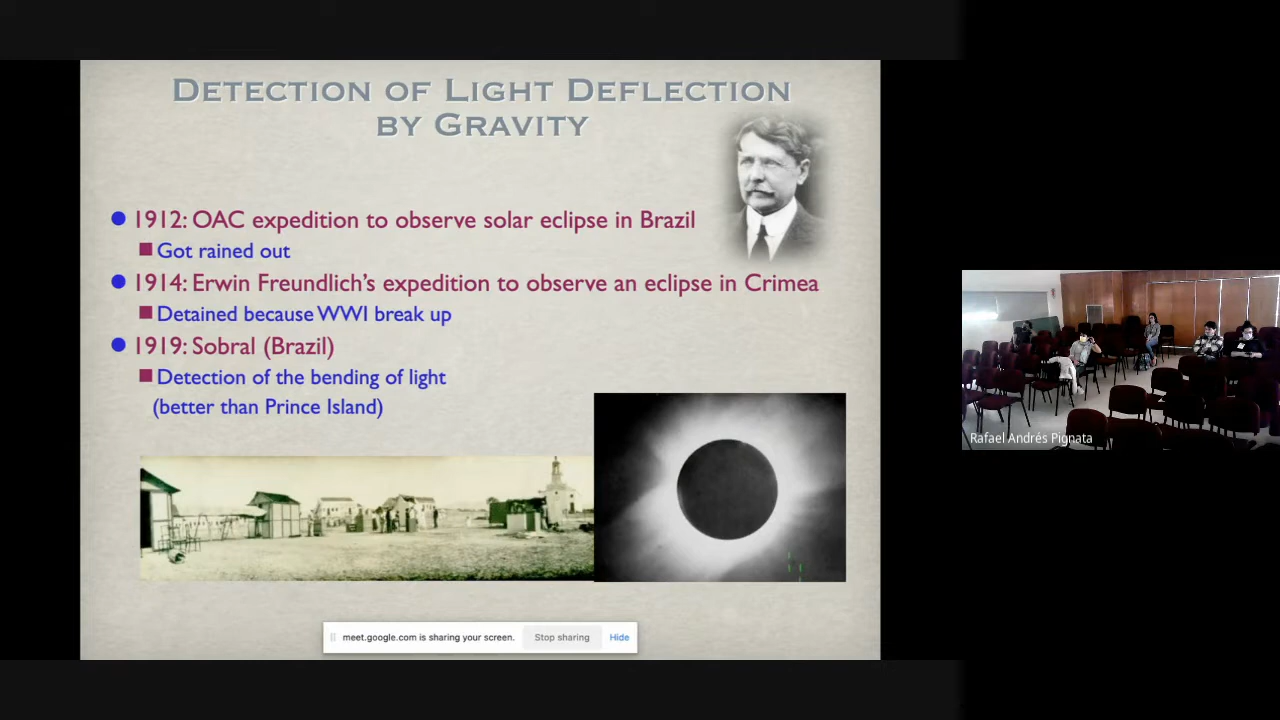 DETECTION OF LIGHT DEFLECTION
BY GRAVITY
1912: OAC expedition to observe solar eclipse in Brazil
Got rained out
1914: Erwin Freundlich's expedition to observe an eclipse in Crimea
Detained because WWI break up
1919: Sobral (Brazil)
Detection of the bending of light
(better than Prince Island)
meet.google.com is sharing your screen. Stop sharing Hide
Rafael Andrés Pignata